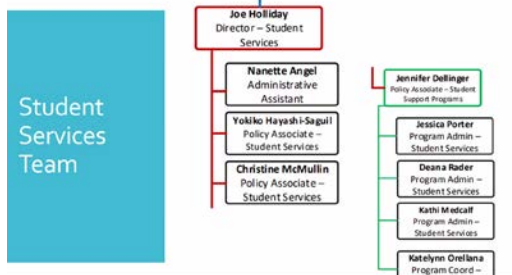 Student
Services
Team
Joe Holliday
Director – Student
Services
Nanette Angel
Administrative
Assistant
Yokiko Hayashi-Saguil
Policy Associate –
Student Services
Christine McMullin
Policy Associate –
Student Services
Jennifer Dellinger
Policy Associate – Student
Support Programs
Jessica Porter
Program Admin –
Student Services
Deana Rader
Program Admin –
Student Services
Kathi Medcalf
Program Admin –
Student Services
Katelynn Orellana
Program Coord –